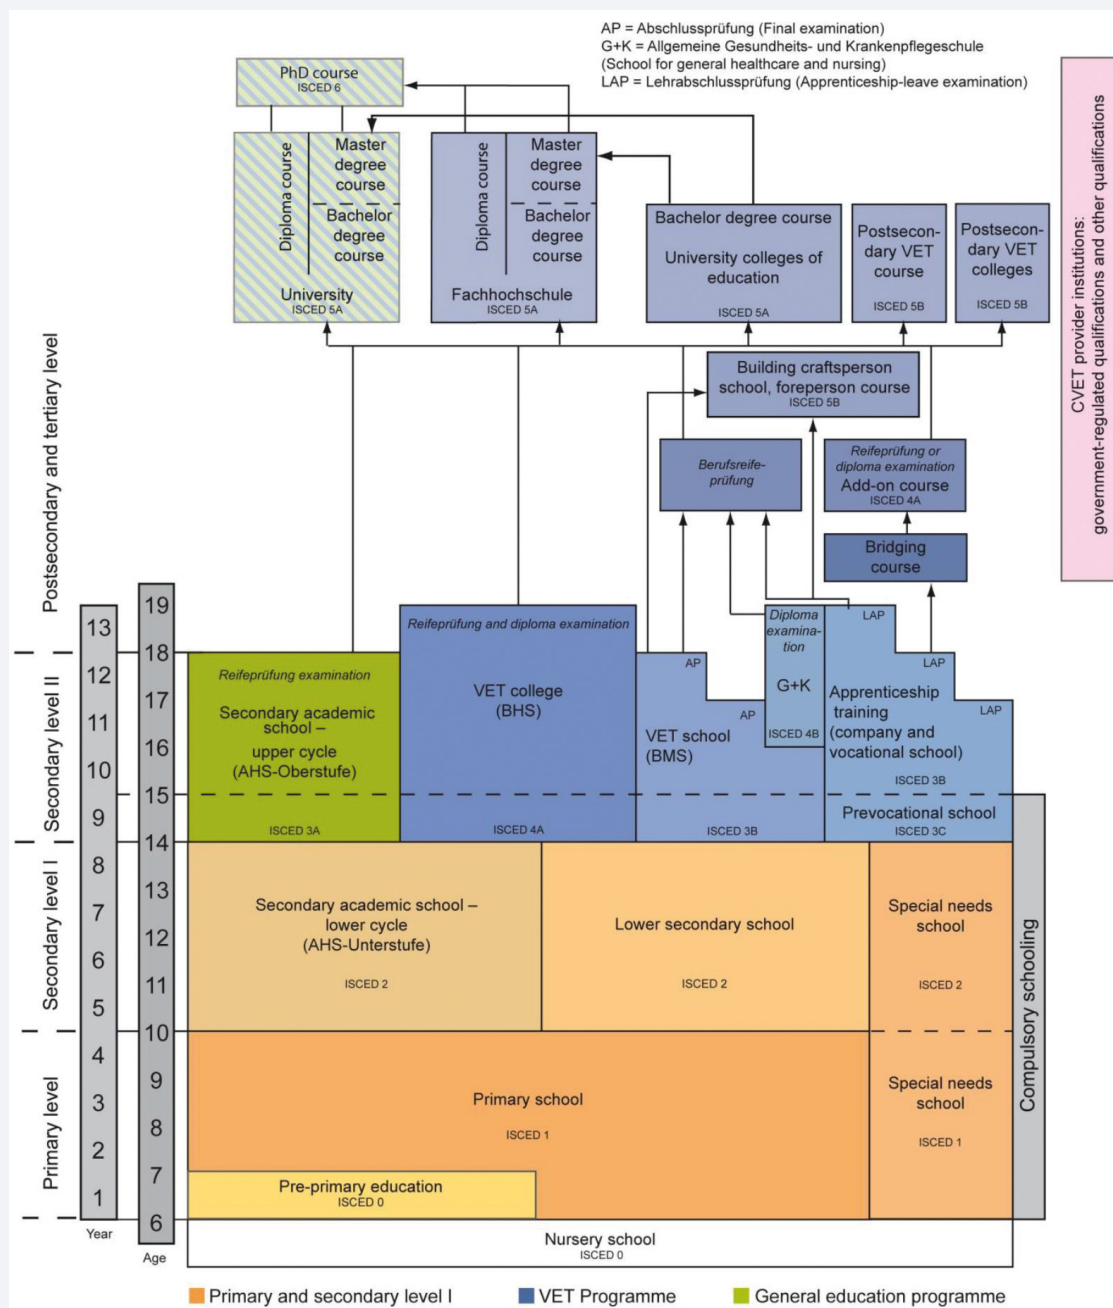 AP = Abschlussprüfung (Final examination)
G+K = Allgemeine Gesundheits- und Krankenpflegeschule
(School for general healthcare and nursing)
LAP = Lehrabschlussprüfung (Apprenticeship-leave examination)
PhD course
ISCED 6
Diploma course
Master
degree
course
Bachelor
degree
course
University
ISCED 5A
Diploma course
Master
degree
course
Bachelor
degree
course
Fachhochschule
ISCED 5A
Bachelor degree course
University colleges of
education
ISCED 5A
Postsecon-
dary VET
course
ISCED 5B
Postsecon-
dary VET
colleges
ISCED 5B
CVET provider institutions:
government-regulated qualifications and other qualifications
Building craftsperson
school, foreperson course
ISCED 5B
Berufsreife-
prüfung
Reifeprüfung or
diploma examination
Add-on course
ISCED 4A
Bridging
course
Postsecondary and tertiary level
Secondary level II
Secondary level I
Primary level
13
12
11
10
9
8
7
6
5
4
3
2
1
Year
19
18
17
16
15
14
13
12
11
10
9
8
7
6
Age
Reifeprüfung examination
Secondary academic
school –
upper cycle
(AHS-Oberstufe)
ISCED 3A
Reifeprüfung and diploma examination
VET college
(BHS)
ISCED 4A
AP
AP
VET school
(BMS)
ISCED 3B
Diploma
examina-
tion
G+K
ISCED 4B
LAP
LAP
LAP
Apprenticeship
training
(company and
vocational school)
ISCED 3B
Prevocational school
ISCED 3C
Secondary academic school –
lower cycle
(AHS-Unterstufe)
ISCED 2
Lower secondary school
ISCED 2
Special needs
school
ISCED 2
Primary school
ISCED 1
Special needs
school
ISCED 1
Pre-primary education
ISCED 0
Compulsory schooling
Nursery school
ISCED 0
Primary and secondary level I
VET Programme
General education programme